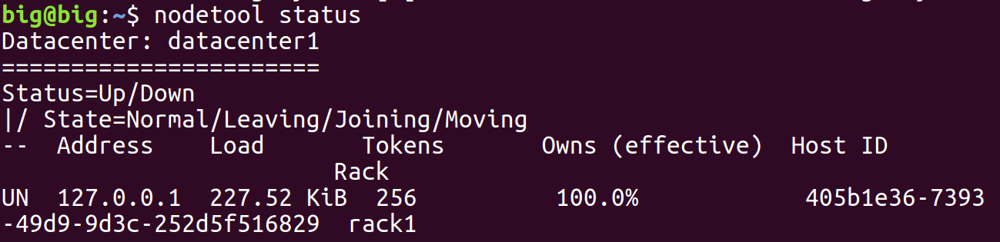 big@big:~$ nodetool status
Datacenter: datacenter1
=======================
Status=Up/Down
|/ State=Normal/Leaving/Joining/Moving
--  Address    Load       Tokens       Owns (effective)  Host ID
                        Rack
UN  127.0.0.1  227.52 KiB  256          100.0%            405b1e36-7393
-49d9-9d3c-252d5f516829  rack1